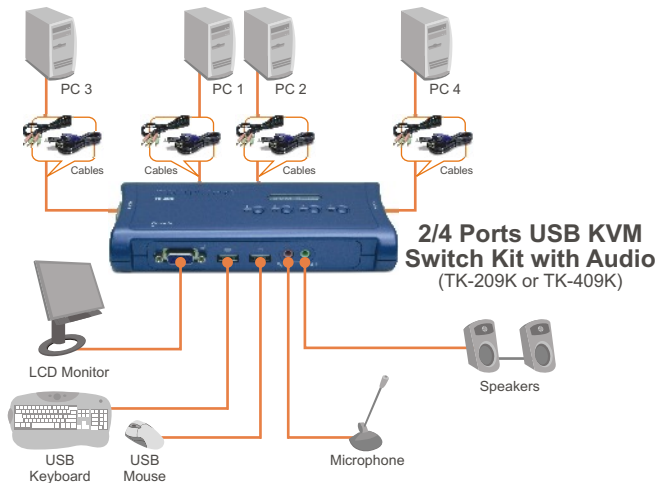 PC 3
PC 1
PC 2
PC 4
Cables
Cables
Cables
Cables
2/4 Ports USB KVM
Switch Kit with Audio
(TK-209K or TK-409K)
LCD Monitor
Speakers
USB
Keyboard
USB
Mouse
Microphone